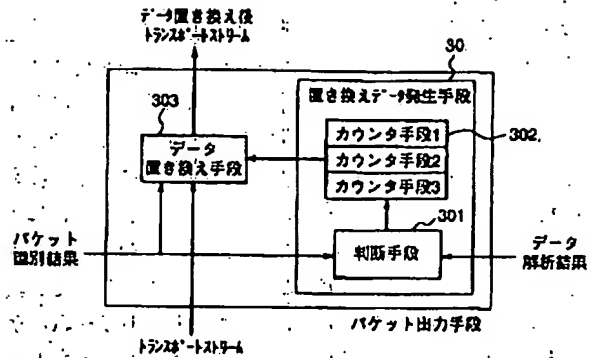 データ置き換え後
トランスポートストリーム
30
303
置き換えデータ発生手段
カウンタ手段1
302
データ
置き換え手段
カウンタ手段2
カウンタ手段3
301
パケット
識別結果
判断手段
データ
解析結果
パケット出力手段
トランスポートストリーム